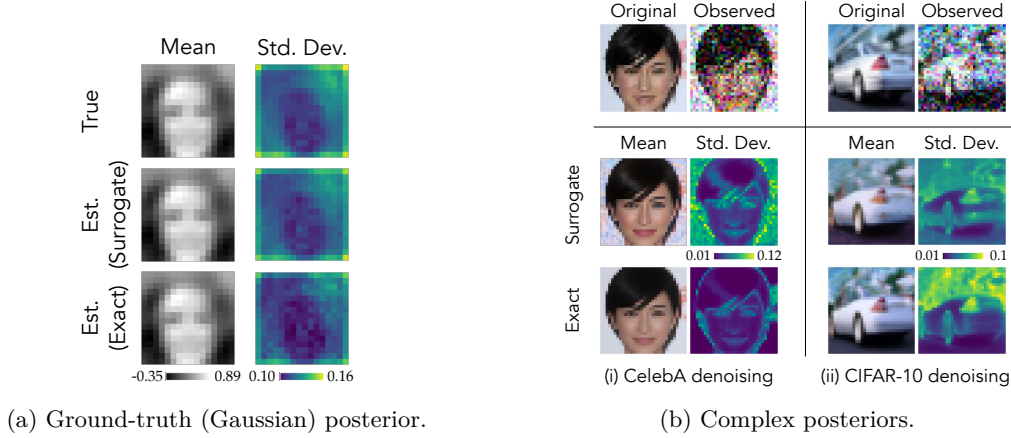 Mean Std. Dev.
True
Est.
(Surrogate)
Est.
(Exact)
-0.35 0.89 0.10 0.16
(a) Ground-truth (Gaussian) posterior.
Original Observed Original Observed
Mean Std. Dev. Mean Std. Dev.
Surrogate
0.01 0.12 0.01 0.1
Exact
(i) CelebA denoising (ii) CIFAR-10 denoising
(b) Complex posteriors.